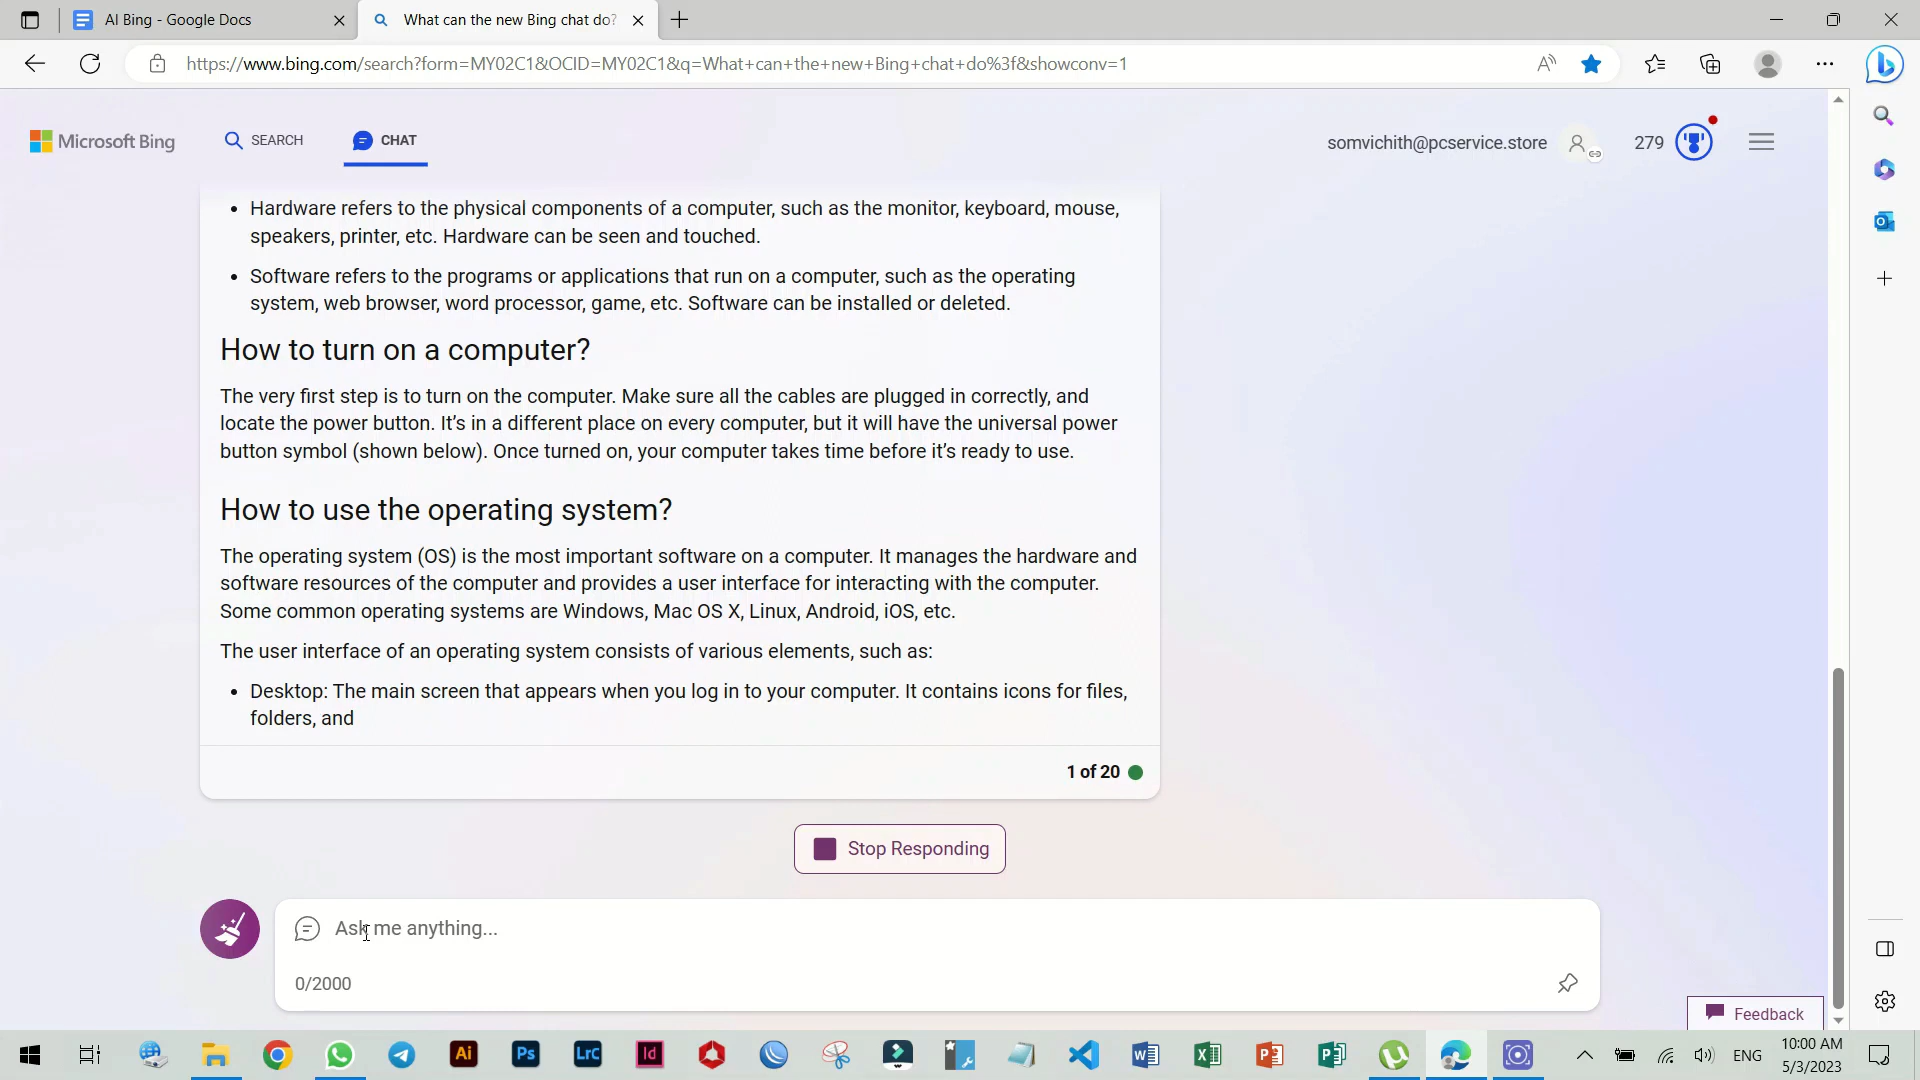 AI Bing - Google Docs
What can the new Bing chat do?
https://www.bing.com/search?form=MY02C1&OCID=MY02C1&q=What+can+the+new+Bing+chat+do%3f&showconv=1
Microsoft Bing
SEARCH
CHAT
somvichith@pcservice.store
279
• Hardware refers to the physical components of a computer, such as the monitor, keyboard, mouse,
speakers, printer, etc. Hardware can be seen and touched.
• Software refers to the programs or applications that run on a computer, such as the operating
system, web browser, word processor, game, etc. Software can be installed or deleted.
How to turn on a computer?
The very first step is to turn on the computer. Make sure all the cables are plugged in correctly, and
locate the power button. It’s in a different place on every computer, but it will have the universal power
button symbol (shown below). Once turned on, your computer takes time before it’s ready to use.
How to use the operating system?
The operating system (OS) is the most important software on a computer. It manages the hardware and
software resources of the computer and provides a user interface for interacting with the computer.
Some common operating systems are Windows, Mac OS X, Linux, Android, iOS, etc.
The user interface of an operating system consists of various elements, such as:
• Desktop: The main screen that appears when you log in to your computer. It contains icons for files,
folders, and
1 of 20
Stop Responding
Ask me anything...
0/2000
Feedback
Ai
Ps
LrC
Id
ENG
10:00 AM
5/3/2023